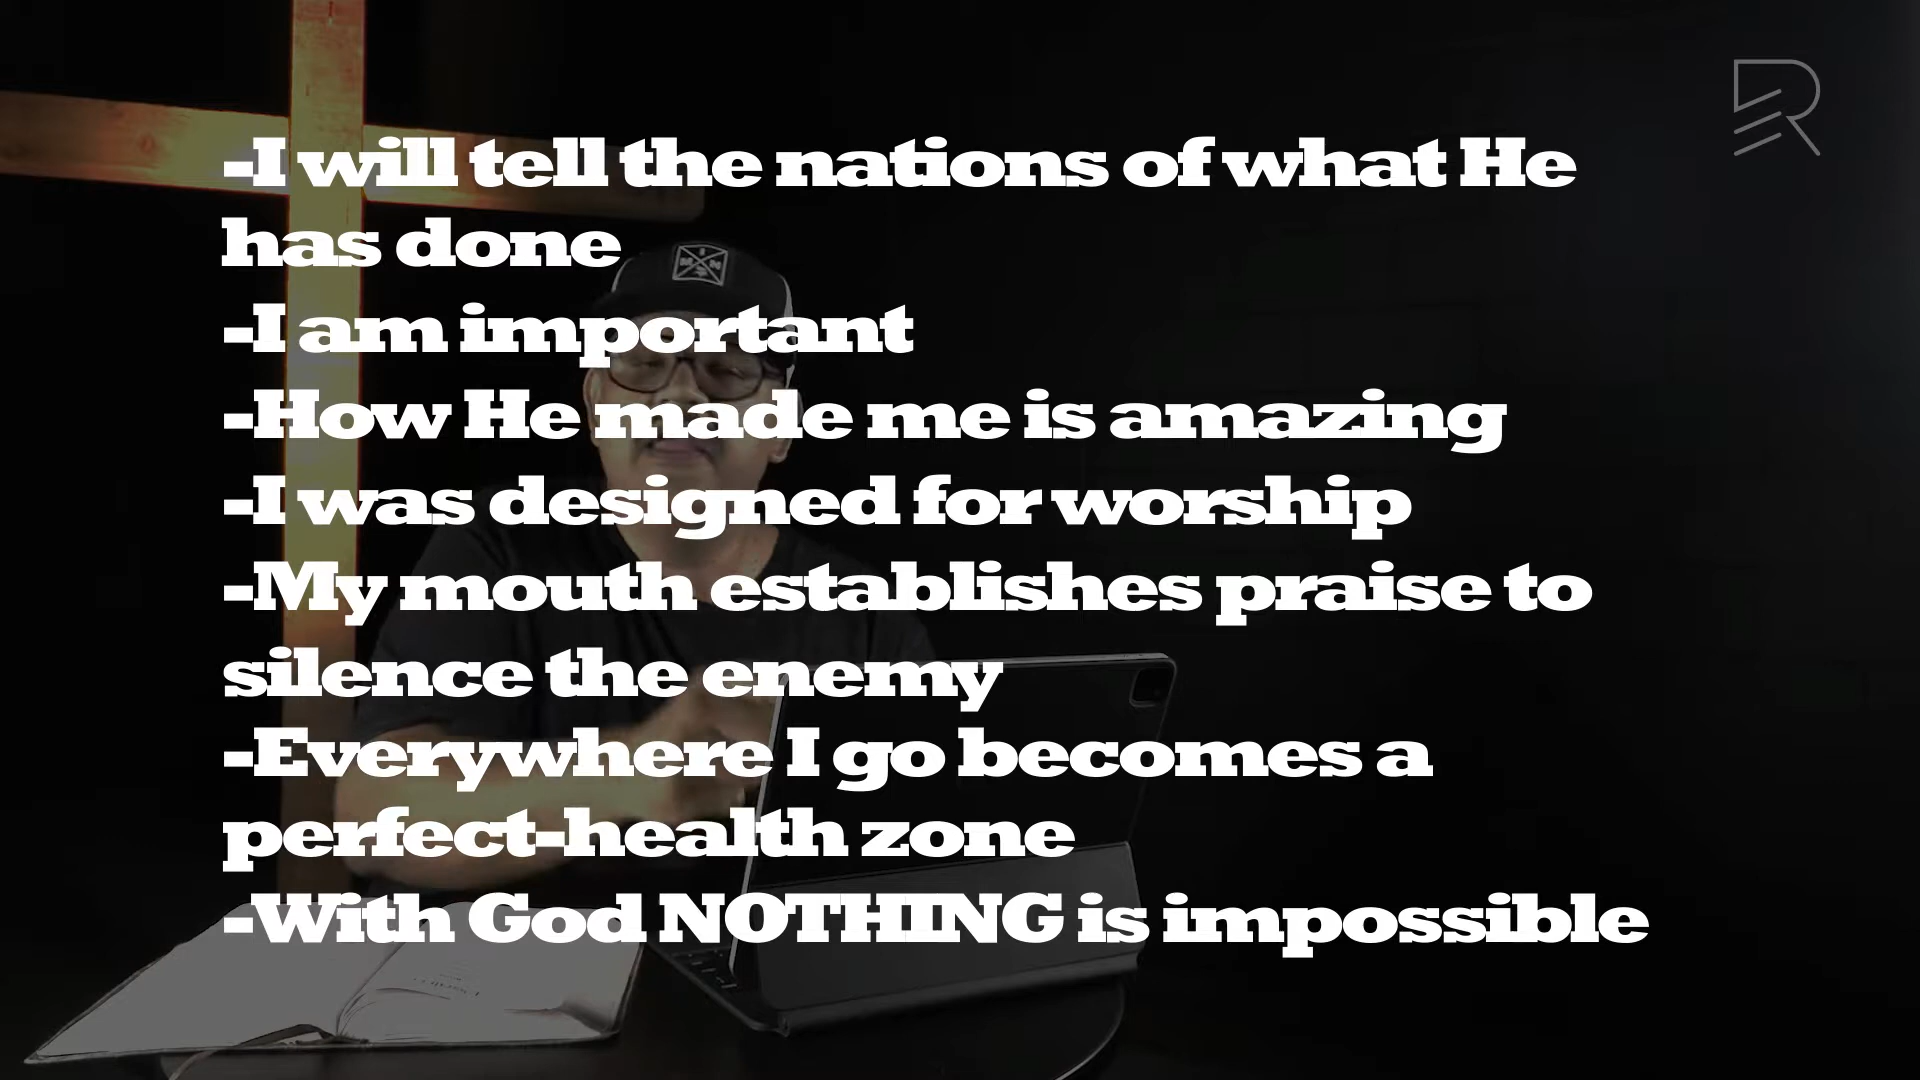 -I will tell the nations of what He
has done
-I am important
-How He made me is amazing
-I was designed for worship
-My mouth establishes praise to
silence the enemy
-Everywhere I go becomes a
perfect-health zone
-With God NOTHING is impossible